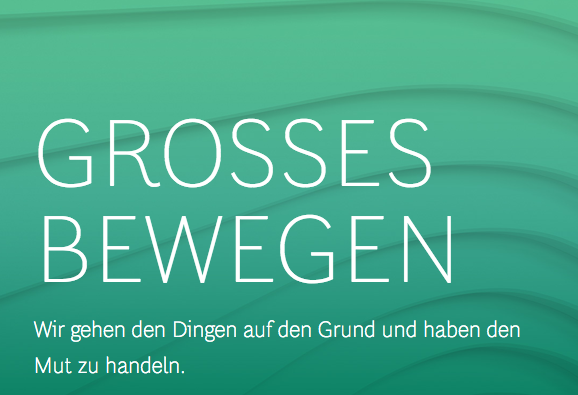 GROSSES
BEWEGEN
Wir gehen den Dingen auf den Grund und haben den
Mut zu handeln.